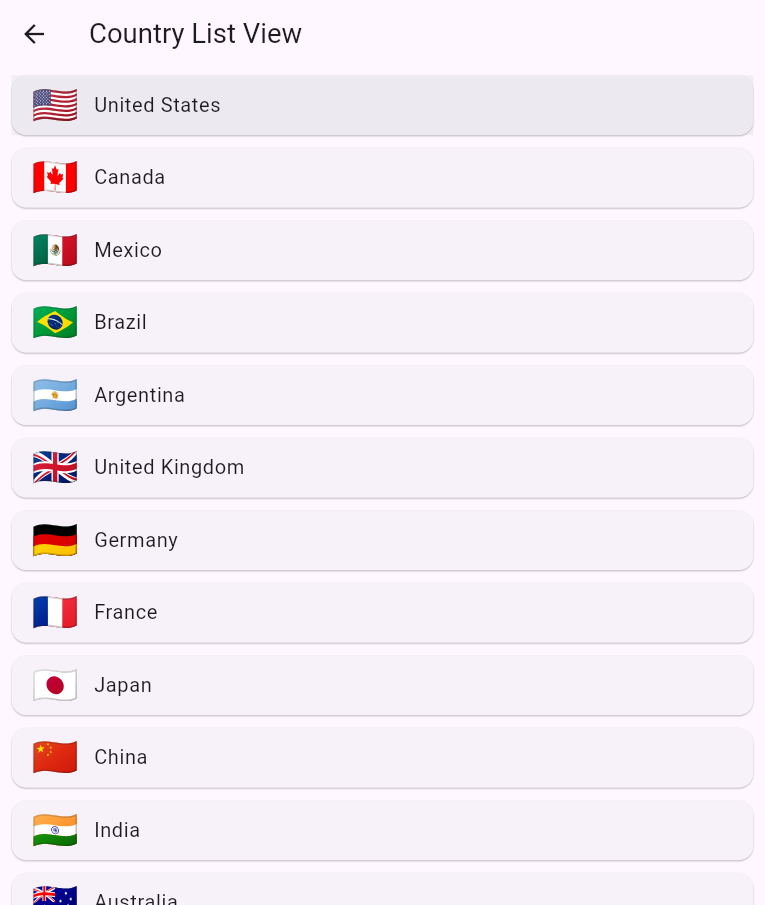 Country List View
United States
Canada
Mexico
Brazil
Argentina
United Kingdom
Germany
France
Japan
China
India
Australia